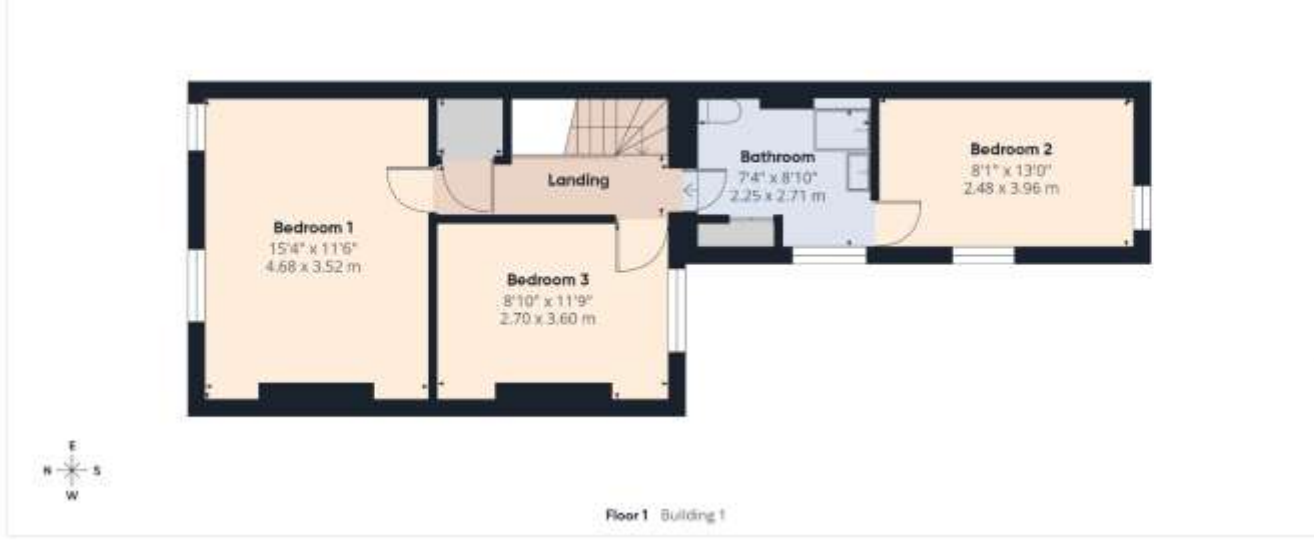 Bedroom 1
15'4" x 11'6"
4.68 x 3.52 m
Landing
Bedroom 3
8'10" x 11'9"
2.70 x 3.60 m
Bathroom
7'4" x 8'10"
2.25 x 2.71 m
Bedroom 2
8'1" x 13'0"
2.48 x 3.96 m
E
N S
W
Floor 1 Building 1